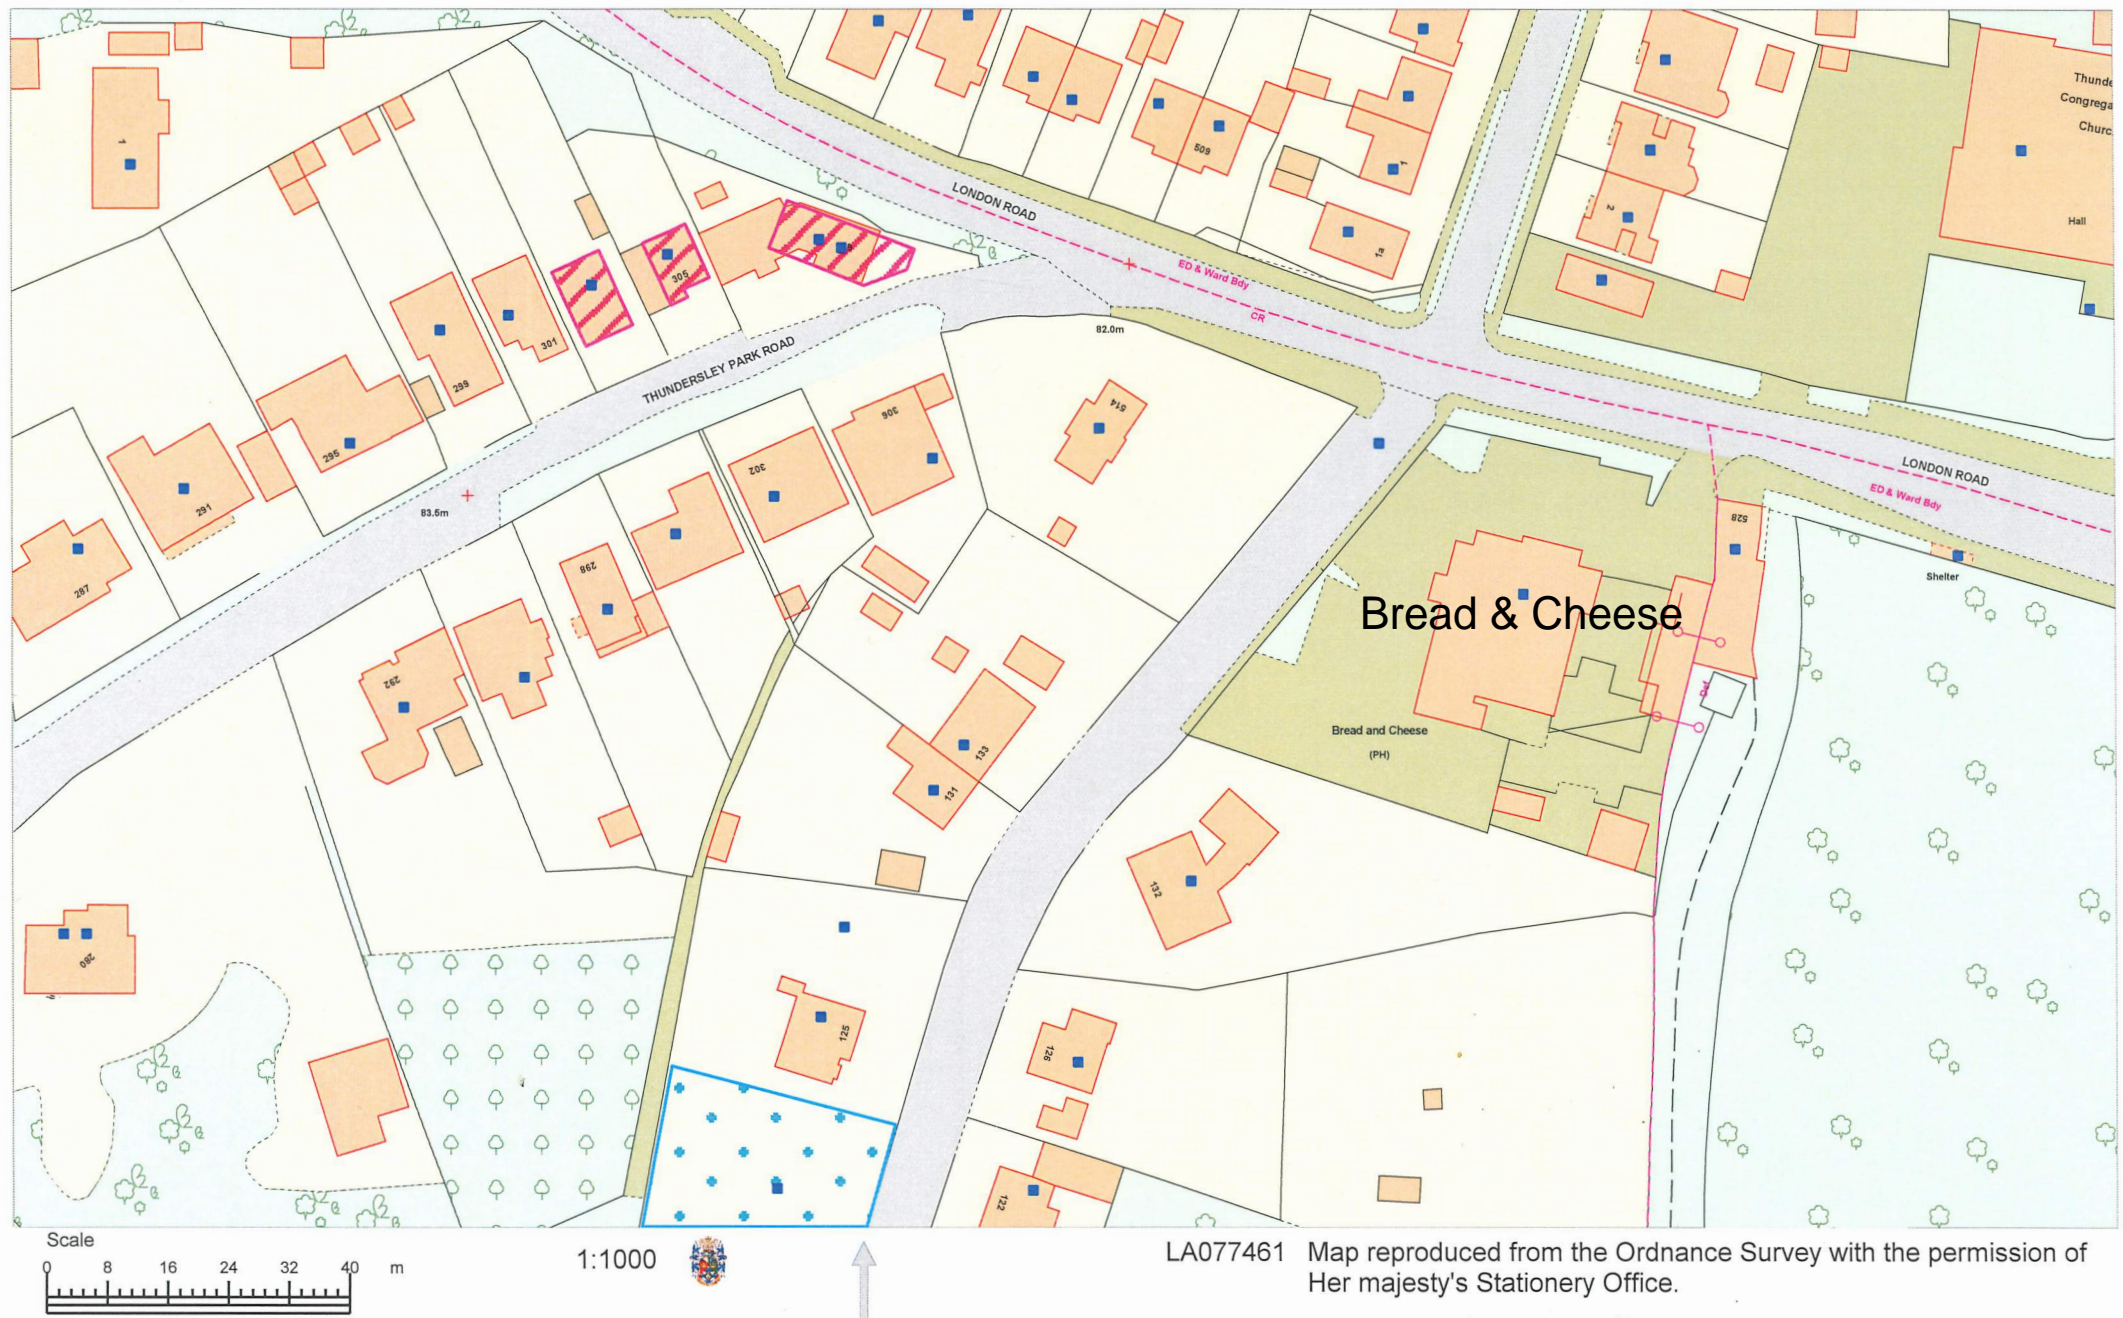 Thunde
Congrega
Churc
Hall
1
509
1
1a
2
LONDON ROAD
ED & Ward Bdy
CR
305
301
299
295
291
287
THUNDERSLEY PARK ROAD
82.0m
83.5m
306
302
298
292
514
LONDON ROAD
ED & Ward Bdy
528
Shelter
Bread & Cheese
Def
Bread and Cheese
(PH)
133
131
132
280
125
126
122
Scale
0 8 16 24 32 40 m
1:1000
LA077461 Map reproduced from the Ordnance Survey with the permission of
Her majesty's Stationery Office.